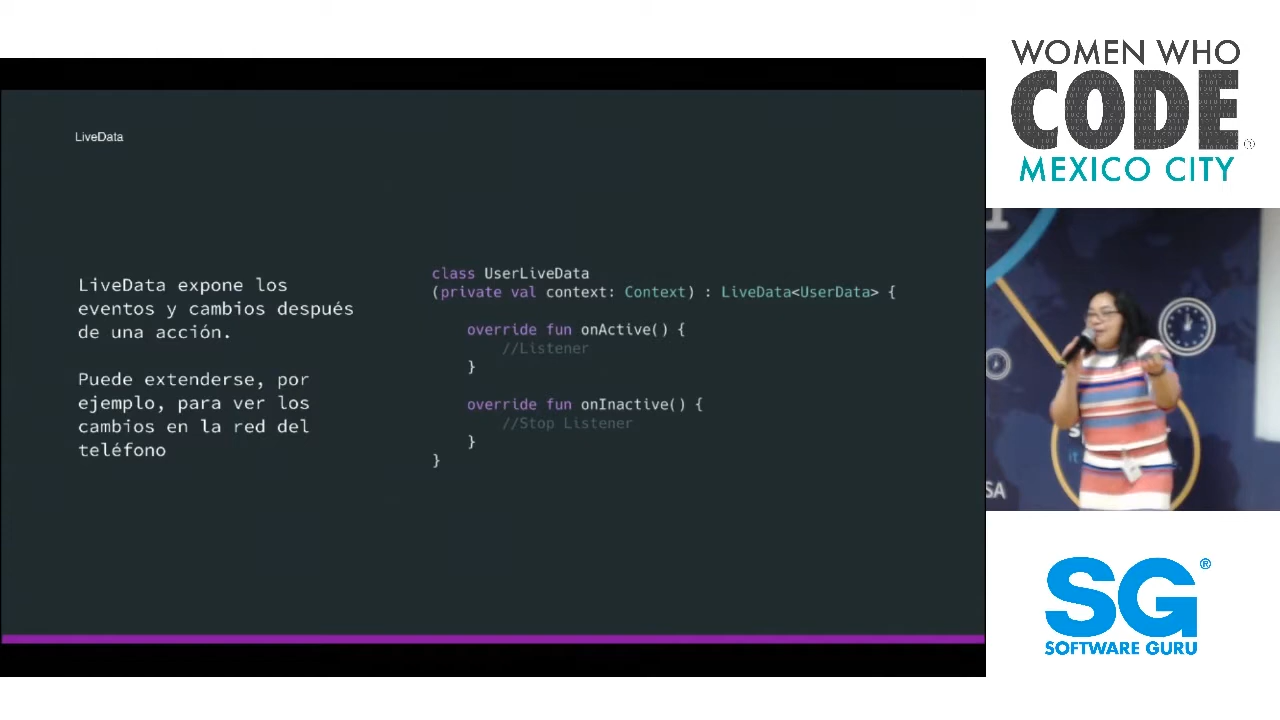 LiveData
LiveData expone los
eventos y cambios después
de una acción.
Puede extenderse, por
ejemplo, para ver los
cambios en la red del
teléfono
class UserLiveData
(private val context: Context) : LiveData<UserData> {
override fun onActive() {
//Listener
}
override fun onInactive() {
//Stop Listener
}
}
WOMEN WHO
CODE
®
MEXICO CITY
SA
SG®
SOFTWARE GURU